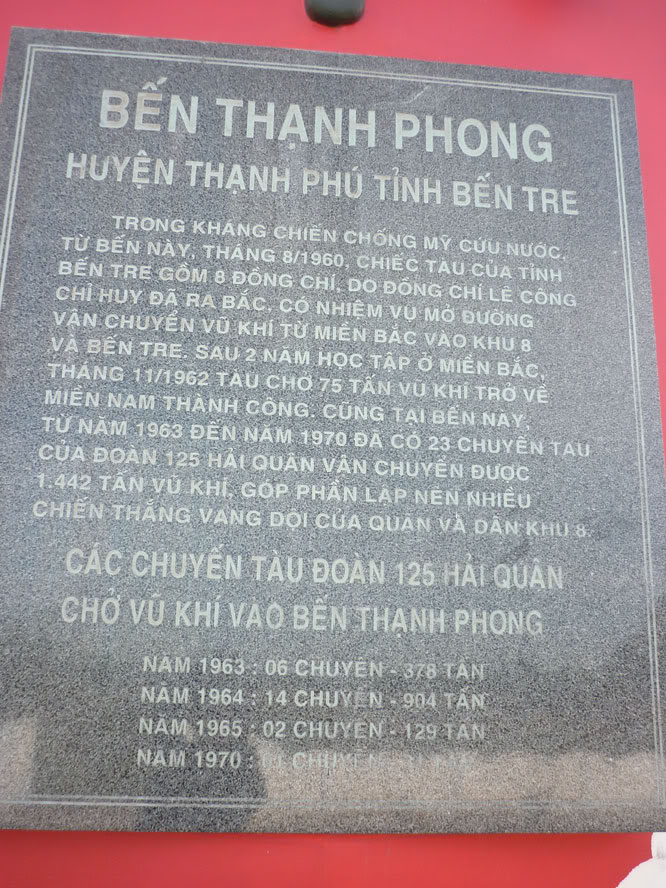 BẾN THẠNH PHONG
HUYỆN THẠNH PHÚ TỈNH BẾN TRE
TRONG KHÁNG CHIẾN CHỐNG MỸ CỨU NƯỚC,
TỪ BẾN NÀY, THÁNG 8/1960, CHIẾC TÀU CỦA TỈNH
BẾN TRE GỒM 8 ĐỒNG CHÍ, DO ĐỒNG CHÍ LÊ CÔNG
CHỈ HUY ĐÃ RA BẮC, CÓ NHIỆM VỤ MỞ ĐƯỜNG
VẬN CHUYỂN VŨ KHÍ TỪ MIỀN BẮC VÀO KHU 8
VÀ BẾN TRE. SAU 2 NĂM HỌC TẬP Ở MIỀN BẮC,
THÁNG 11/1962 TÀU CHỞ 75 TẤN VŨ KHÍ TRỞ VỀ
MIỀN NAM THÀNH CÔNG. CŨNG TẠI BẾN NÀY,
TỪ NĂM 1963 ĐẾN NĂM 1970 ĐÃ CÓ 23 CHUYẾN TÀU
CỦA ĐOÀN 125 HẢI QUÂN VẬN CHUYỂN ĐƯỢC
1.442 TẤN VŨ KHÍ, GÓP PHẦN LẬP NÊN NHIỀU
CHIẾN THẮNG VANG DỘI CỦA QUÂN VÀ DÂN KHU 8.
CÁC CHUYẾN TÀU ĐOÀN 125 HẢI QUÂN
CHỞ VŨ KHÍ VÀO BẾN THẠNH PHONG
NĂM 1963 : 06 CHUYẾN - 378 TẤN
NĂM 1964 : 14 CHUYẾN - 904 TẤN
NĂM 1965 : 02 CHUYẾN - 129 TẤN
NĂM 1970 : 01 CHUYẾN - 31 TẤN